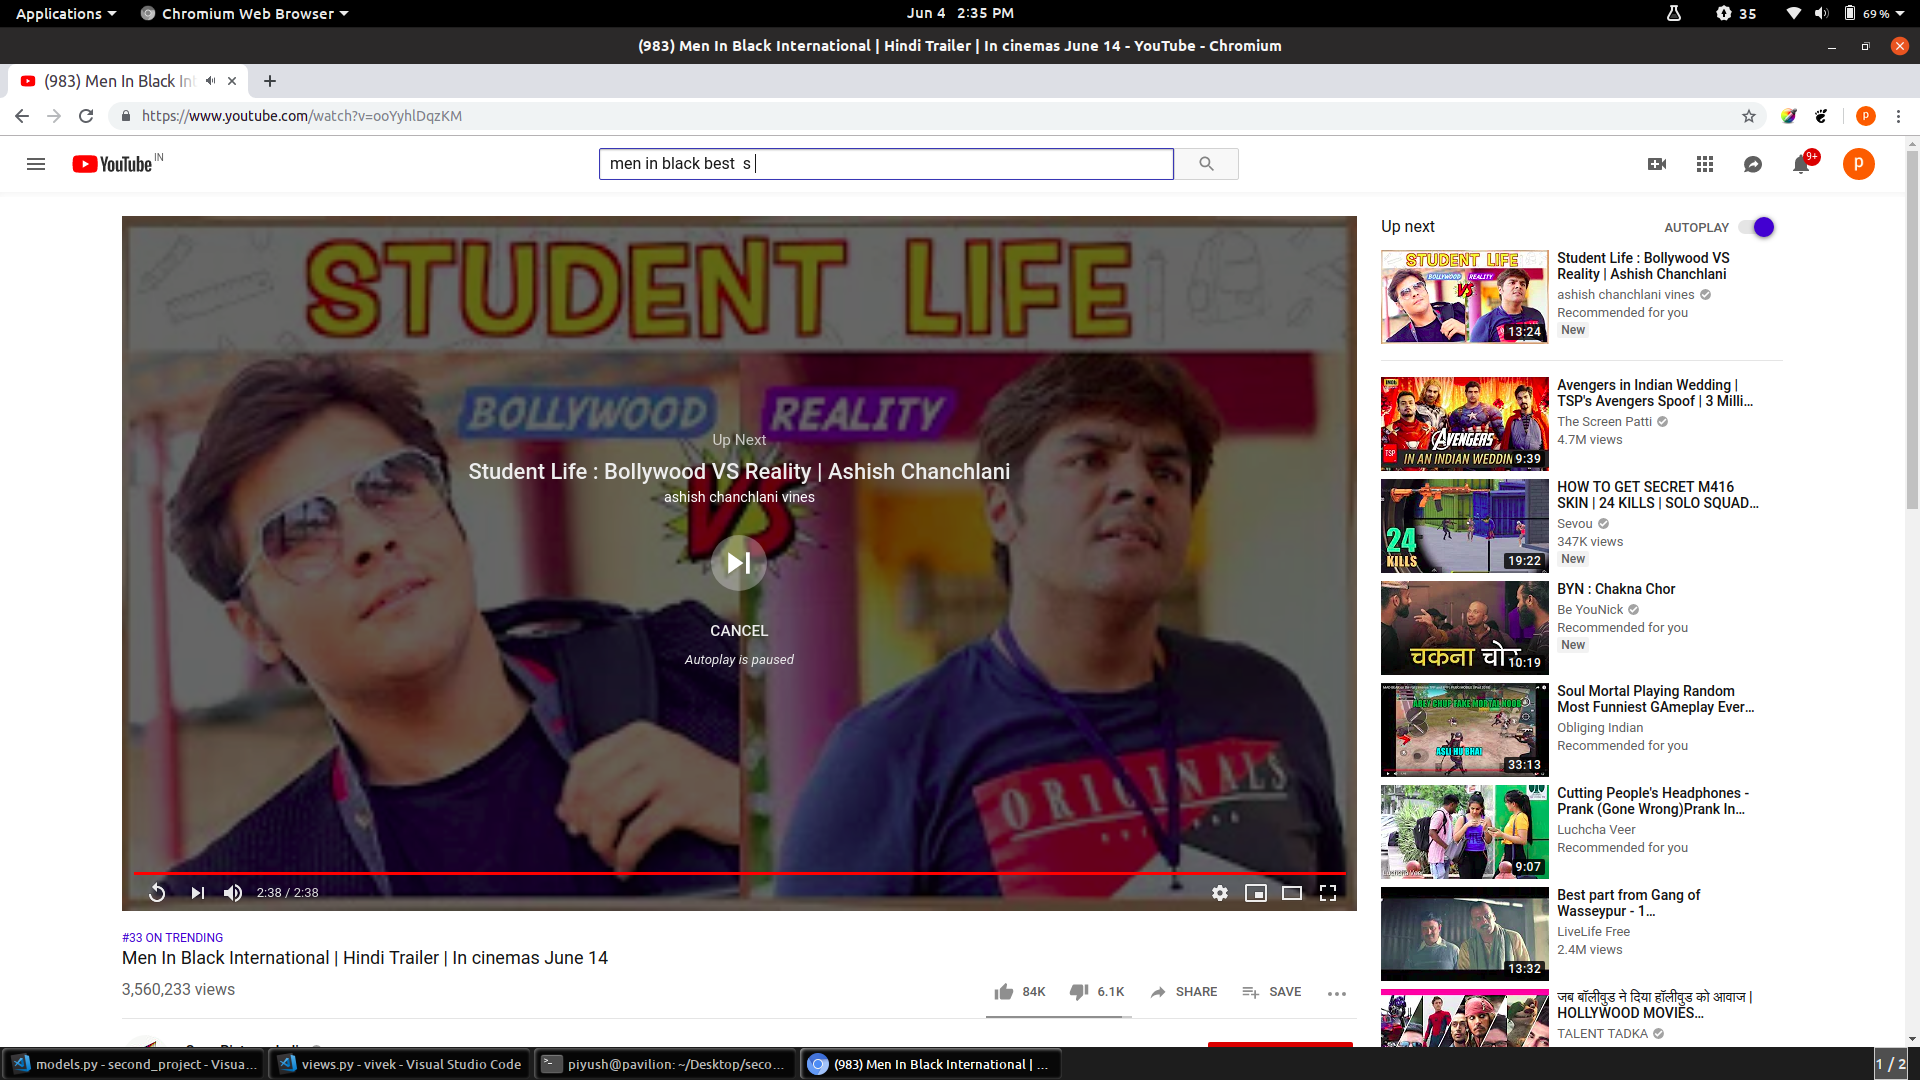 Applications
Chromium Web Browser
Jun 4 2:35 PM
35
69 %
(983) Men In Black International | Hindi Trailer | In cinemas June 14 - YouTube - Chromium
(983) Men In Black In
https://www.youtube.com/watch?v=ooYyhlDqzKM
P
YouTube IN
men in black best  s
9+
p
STUDENT LIFE
BOLLYWOOD
REALITY
VS
Up Next
Student Life : Bollywood VS Reality | Ashish Chanchlani
ashish chanchlani vines
CANCEL
Autoplay is paused
ORIGINALS
2:38 / 2:38
#33 ON TRENDING
Men In Black International | Hindi Trailer | In cinemas June 14
3,560,233 views
84K
6.1K
SHARE
SAVE
Up next
AUTOPLAY
STUDENT LIFE
BOLLYWOOD
REALITY
VS
13:24
Student Life : Bollywood VS
Reality | Ashish Chanchlani
ashish chanchlani vines
Recommended for you
New
AVENGERS
IN AN INDIAN WEDDIN
TSP
9:39
Avengers in Indian Wedding |
TSP's Avengers Spoof | 3 Milli...
The Screen Patti
4.7M views
24
KILLS
19:22
HOW TO GET SECRET M416
SKIN | 24 KILLS | SOLO SQUAD...
Sevou
347K views
New
चकना चोर
10:19
BYN : Chakna Chor
Be YouNick
Recommended for you
New
ABEY CHUP FAKE MORTAL NOOB
ASLI HU BHAI
33:13
Soul Mortal Playing Random
Most Funniest GAmeplay Ever...
Obliging Indian
Recommended for you
Luchcha Veer
9:07
Cutting People's Headphones -
Prank (Gone Wrong)Prank In...
Luchcha Veer
Recommended for you
13:32
Best part from Gang of
Wasseypur - 1...
LiveLife Free
2.4M views
जब बॉलीवुड ने दिया हॉलीवुड को आवाज |
HOLLYWOOD MOVIES...
TALENT TADKA
models.py - second_project - Visua...
views.py - vivek - Visual Studio Code
piyush@pavilion: ~/Desktop/seco...
(983) Men In Black International | ...
1 / 2